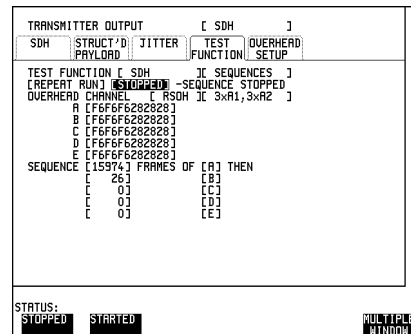 TRANSMITTER OUTPUT [ SDH ]
SDH STRUCT'D PAYLOAD JITTER TEST FUNCTION OVERHEAD SETUP
TEST FUNCTION [ SDH ][ SEQUENCES ]
[REPEAT RUN] [STOPPED] -SEQUENCE STOPPED
OVERHEAD CHANNEL [ RSOH ][ 3xA1,3xA2 ]
A [F6F6F6282828]
B [F6F6F6282828]
C [F6F6F6282828]
D [F6F6F6282828]
E [F6F6F6282828]
SEQUENCE [15974] FRAMES OF [A] THEN
[ 26] [B]
[ 0] [C]
[ 0] [D]
[ 0] [E]
STATUS:
STOPPED STARTED MULTIPLE WINDOW